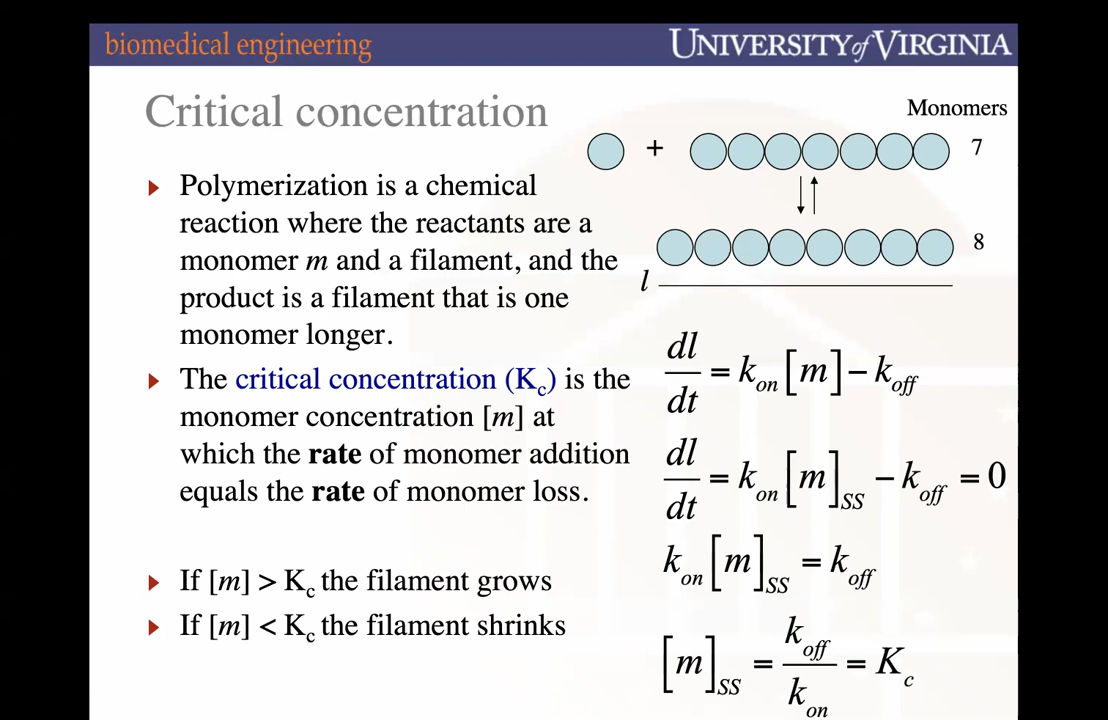 biomedical engineering
UNIVERSITY of VIRGINIA
Critical concentration
Monomers
+
7
8
l
Polymerization is a chemical
reaction where the reactants are a
monomer m and a filament, and the
product is a filament that is one
monomer longer.
The critical concentration (K_c) is the
monomer concentration [m] at
which the rate of monomer addition
equals the rate of monomer loss.
If [m] > K_c the filament grows
If [m] < K_c the filament shrinks
dl/dt = k_on [m] − k_off
dl/dt = k_on [m]_SS − k_off = 0
k_on [m]_SS = k_off
[m]_SS = k_off/k_on = K_c